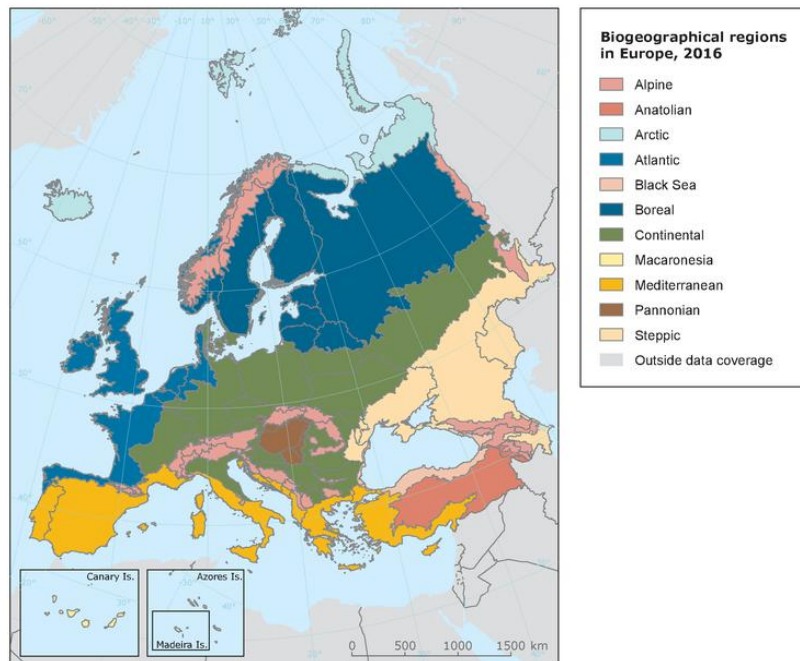 Biogeographical regions
in Europe, 2016
Alpine
Anatolian
Arctic
Atlantic
Black Sea
Boreal
Continental
Macaronesia
Mediterranean
Pannonian
Steppic
Outside data coverage
Canary Is.
Azores Is.
Madeira Is.
0 500 1000 1500 km